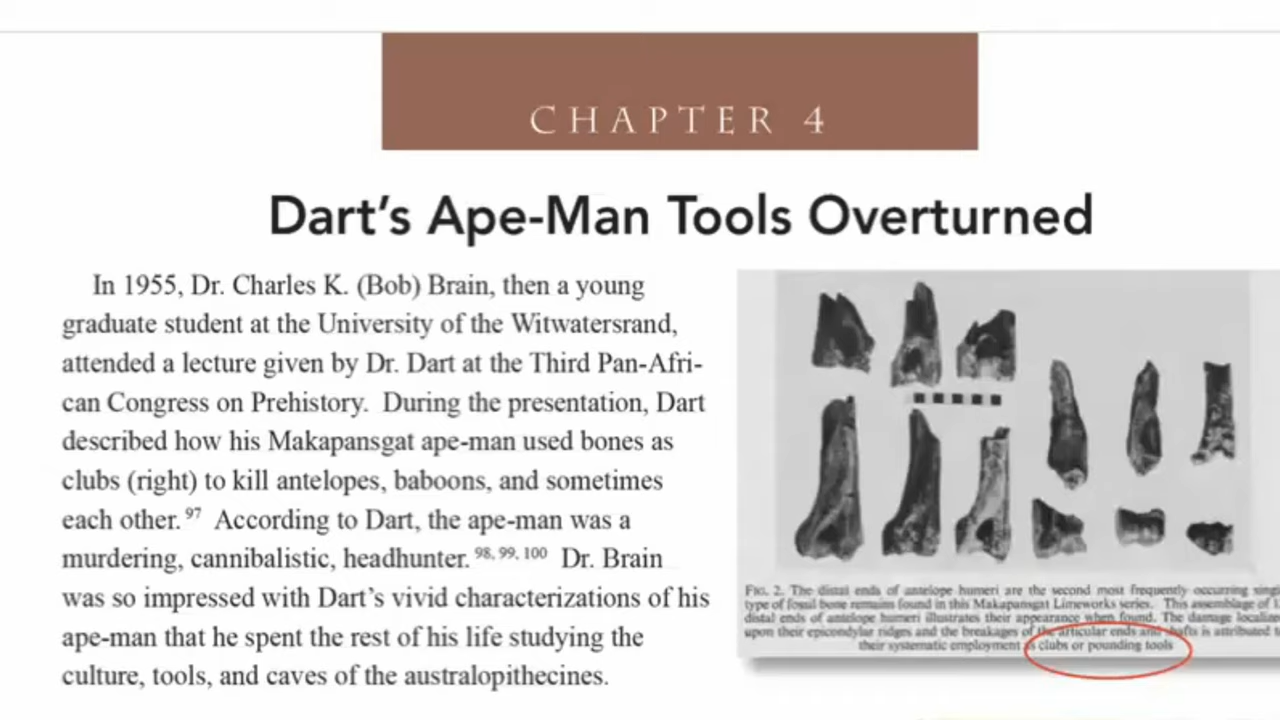 CHAPTER 4
Dart's Ape-Man Tools Overturned
In 1955, Dr. Charles K. (Bob) Brain, then a young
graduate student at the University of the Witwatersrand,
attended a lecture given by Dr. Dart at the Third Pan-Afri-
can Congress on Prehistory. During the presentation, Dart
described how his Makapansgat ape-man used bones as
clubs (right) to kill antelopes, baboons, and sometimes
each other. 97 According to Dart, the ape-man was a
murdering, cannibalistic, headhunter. 98, 99, 100 Dr. Brain
was so impressed with Dart's vivid characterizations of his
ape-man that he spent the rest of his life studying the
culture, tools, and caves of the australopithecines.
FIG. 2. The distal ends of antelope humeri are the second most frequently occurring
type of fossil bone remains found in this Makapansgat Limeworks series. This assemblage of
distal ends of antelope humeri illustrates their appearance when found. The damage
upon their epicondylar ridges and the breakages of the articular ends and shafts is attributed
their systematic employment as clubs or pounding tools